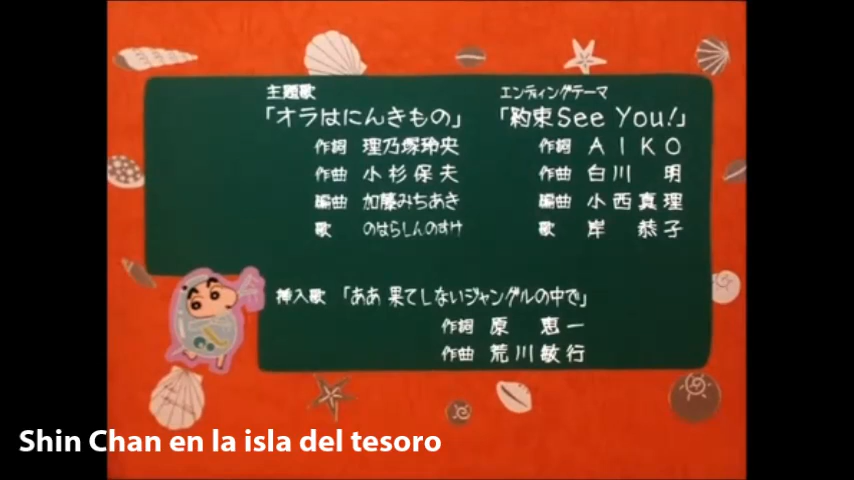 主題歌
「オラはにんきもの」
作詞 理乃塚玲央
作曲 小杉保夫
編曲 加藤みちあき
歌 のはらしんのすけ
エンディングテーマ
「約束See You!」
作詞 AIKO
作曲 白川 明
編曲 小西真理
歌 岸 恭子
挿入歌 「ああ 果てしないジャングルの中で」
作詞 原 恵一
作曲 荒川敏行
Shin Chan en la isla del tesoro